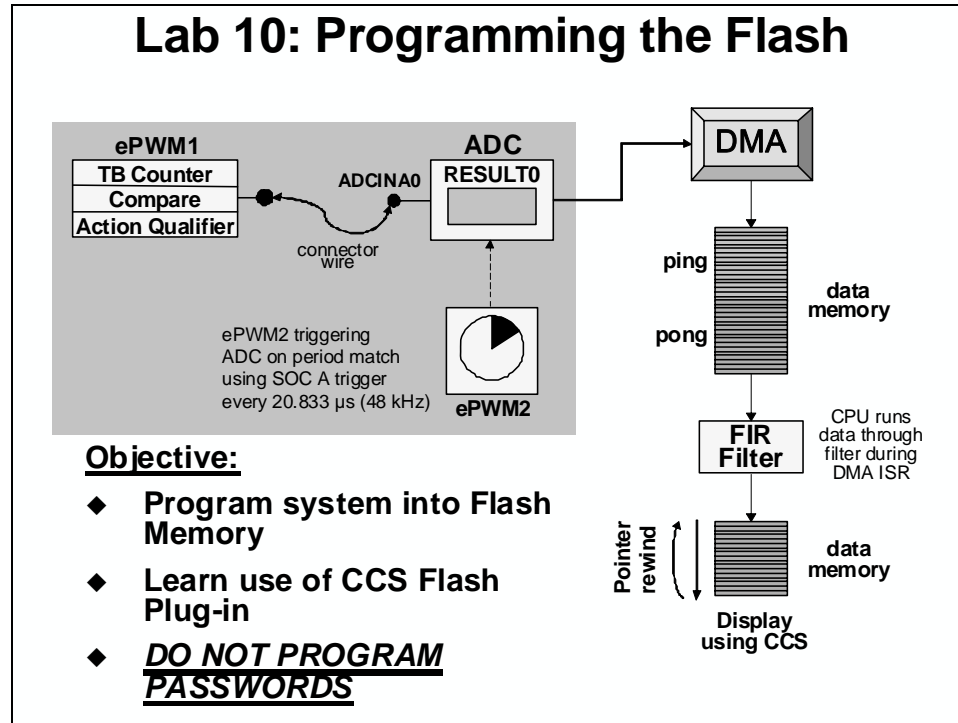 Lab 10: Programming the Flash
ePWM1
TB Counter
Compare
Action Qualifier
connector
wire
ADCINA0
ADC
RESULT0
DMA
ePWM2 triggering
ADC on period match
using SOC A trigger
every 20.833 µs (48 kHz)
ePWM2
ping
pong
data
memory
FIR
Filter
CPU runs
data through
filter during
DMA ISR
Pointer
rewind
data
memory
Display
using CCS
Objective:
◆ Program system into Flash
Memory
◆ Learn use of CCS Flash
Plug-in
◆ DO NOT PROGRAM
PASSWORDS